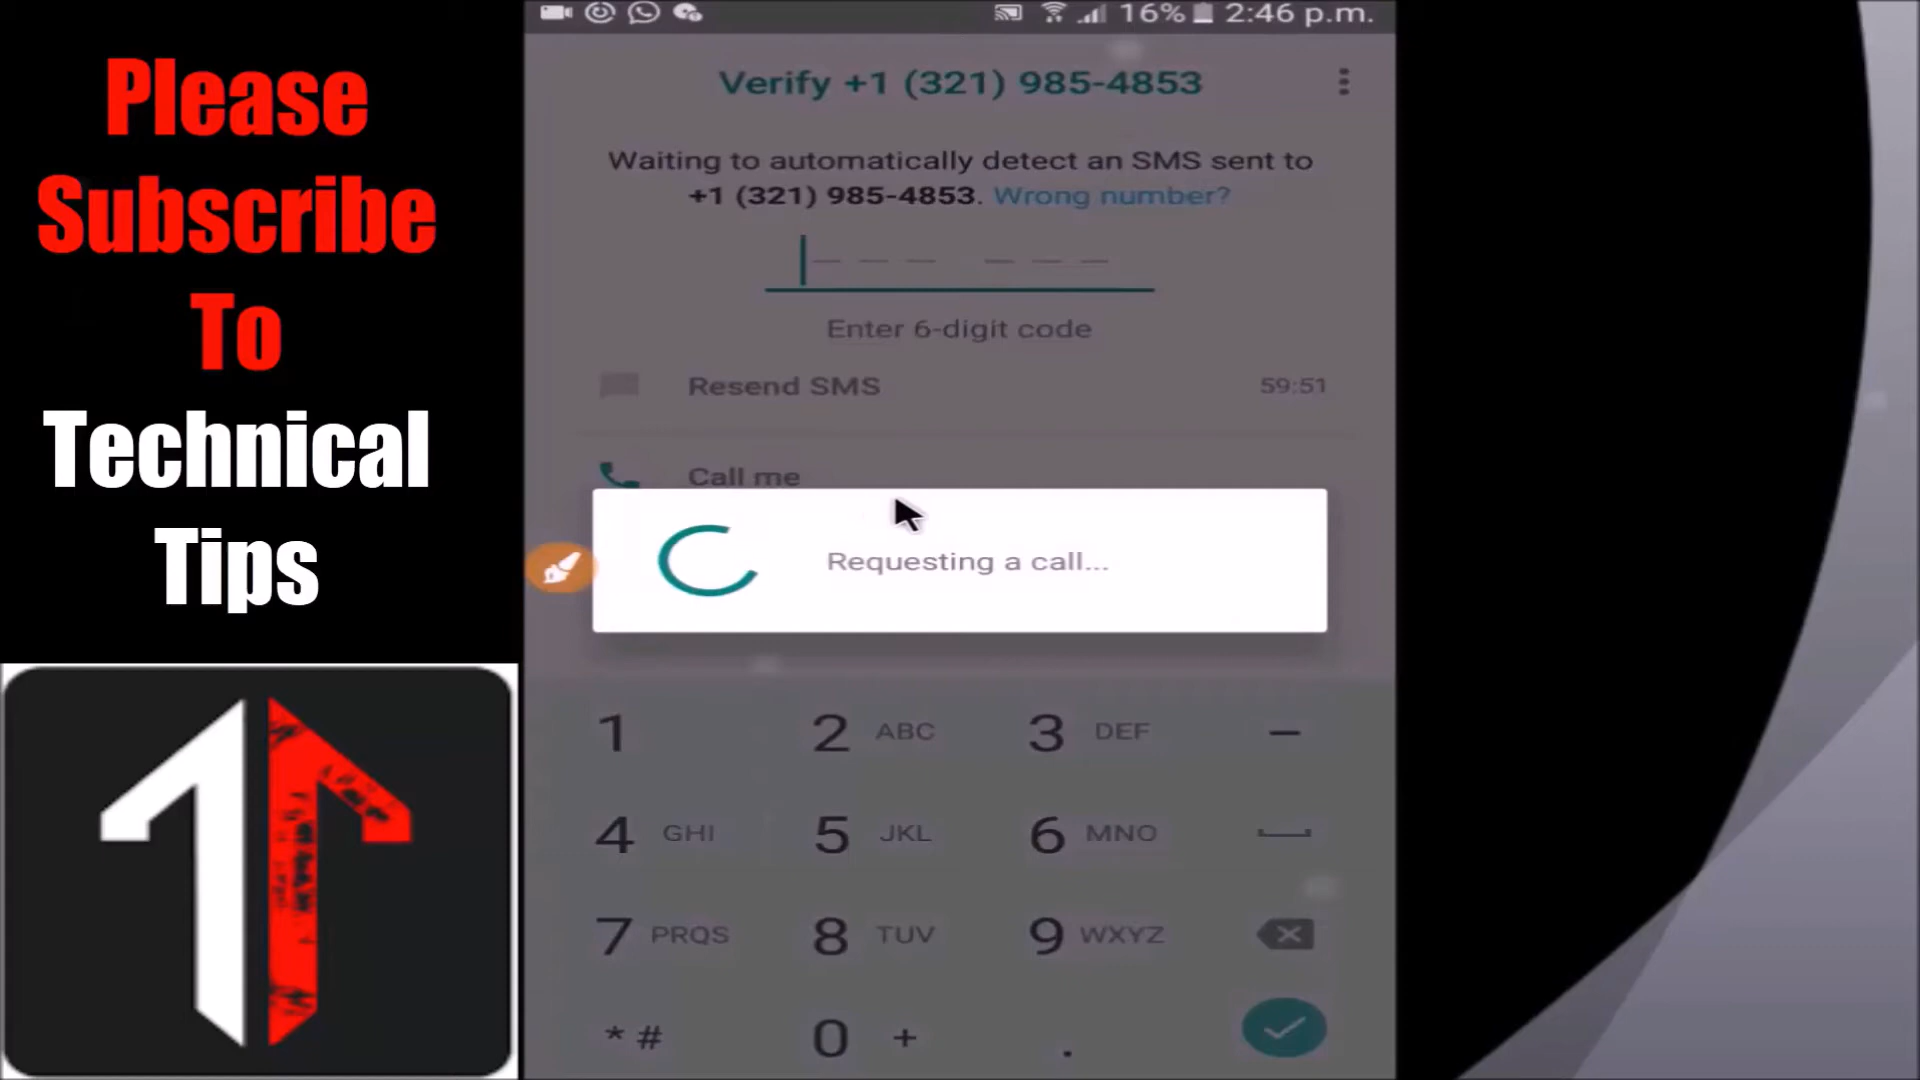 Please
Subscribe
To
Technical
Tips
16% 2:46 p.m.
Verify +1 (321) 985-4853
Waiting to automatically detect an SMS sent to
+1 (321) 985-4853. Wrong number?
Enter 6-digit code
Resend SMS 59:51
Call me
Requesting a call...
1 2 ABC 3 DEF –
4 GHI 5 JKL 6 MNO
7 PRQS 8 TUV 9 WXYZ
* # 0 + .